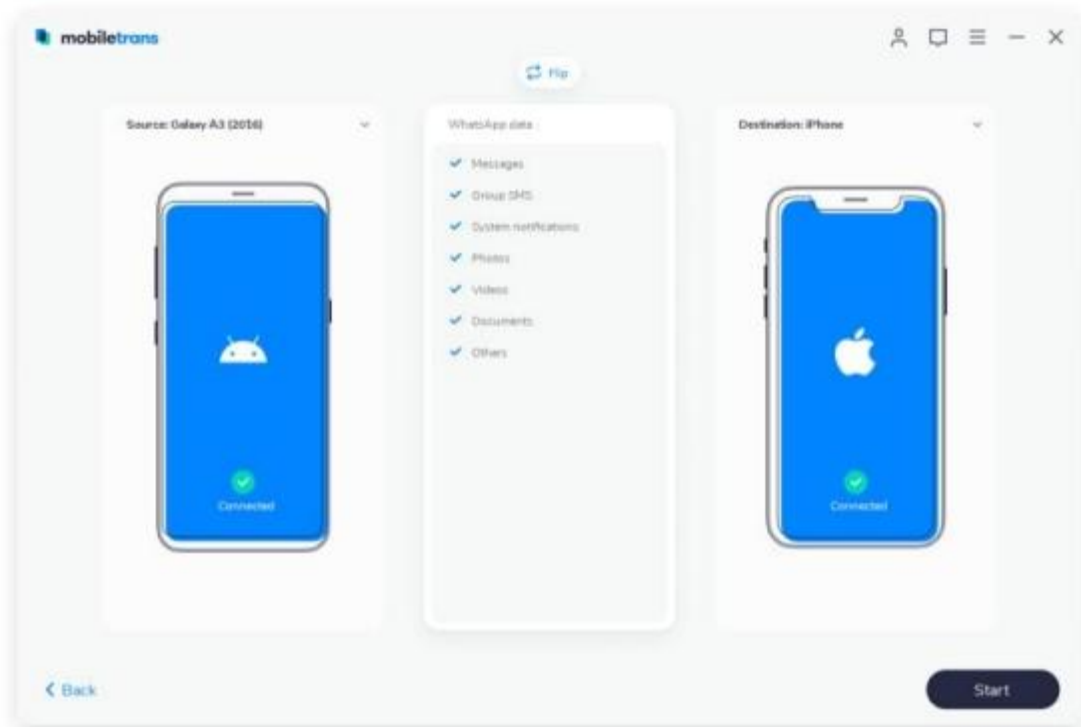 mobiletrans
Flip
Source: Galaxy A3 (2016)
WhatsApp data
Messages
Group SMS
System notifications
Photos
Videos
Documents
Others
Connected
Destination: iPhone
Connected
Back
Start